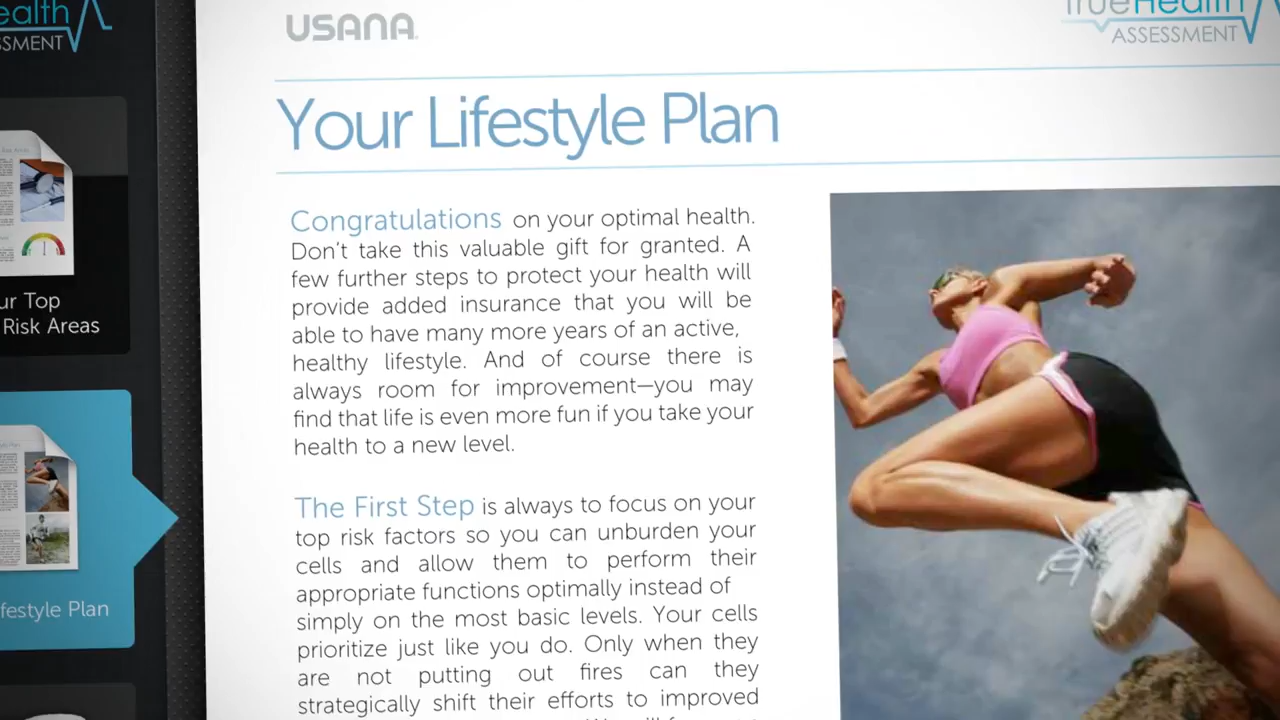 ealth
SSMENT
ur Top
Risk Areas
festyle Plan
USANA
TrueHealth
ASSESSMENT
Your Lifestyle Plan
Congratulations on your optimal health.
Don't take this valuable gift for granted. A
few further steps to protect your health will
provide added insurance that you will be
able to have many more years of an active,
healthy lifestyle. And of course there is
always room for improvement—you may
find that life is even more fun if you take your
health to a new level.
The First Step is always to focus on your
top risk factors so you can unburden your
cells and allow them to perform their
appropriate functions optimally instead of
simply on the most basic levels. Your cells
prioritize just like you do. Only when they
are not putting out fires can they
strategically shift their efforts to improved